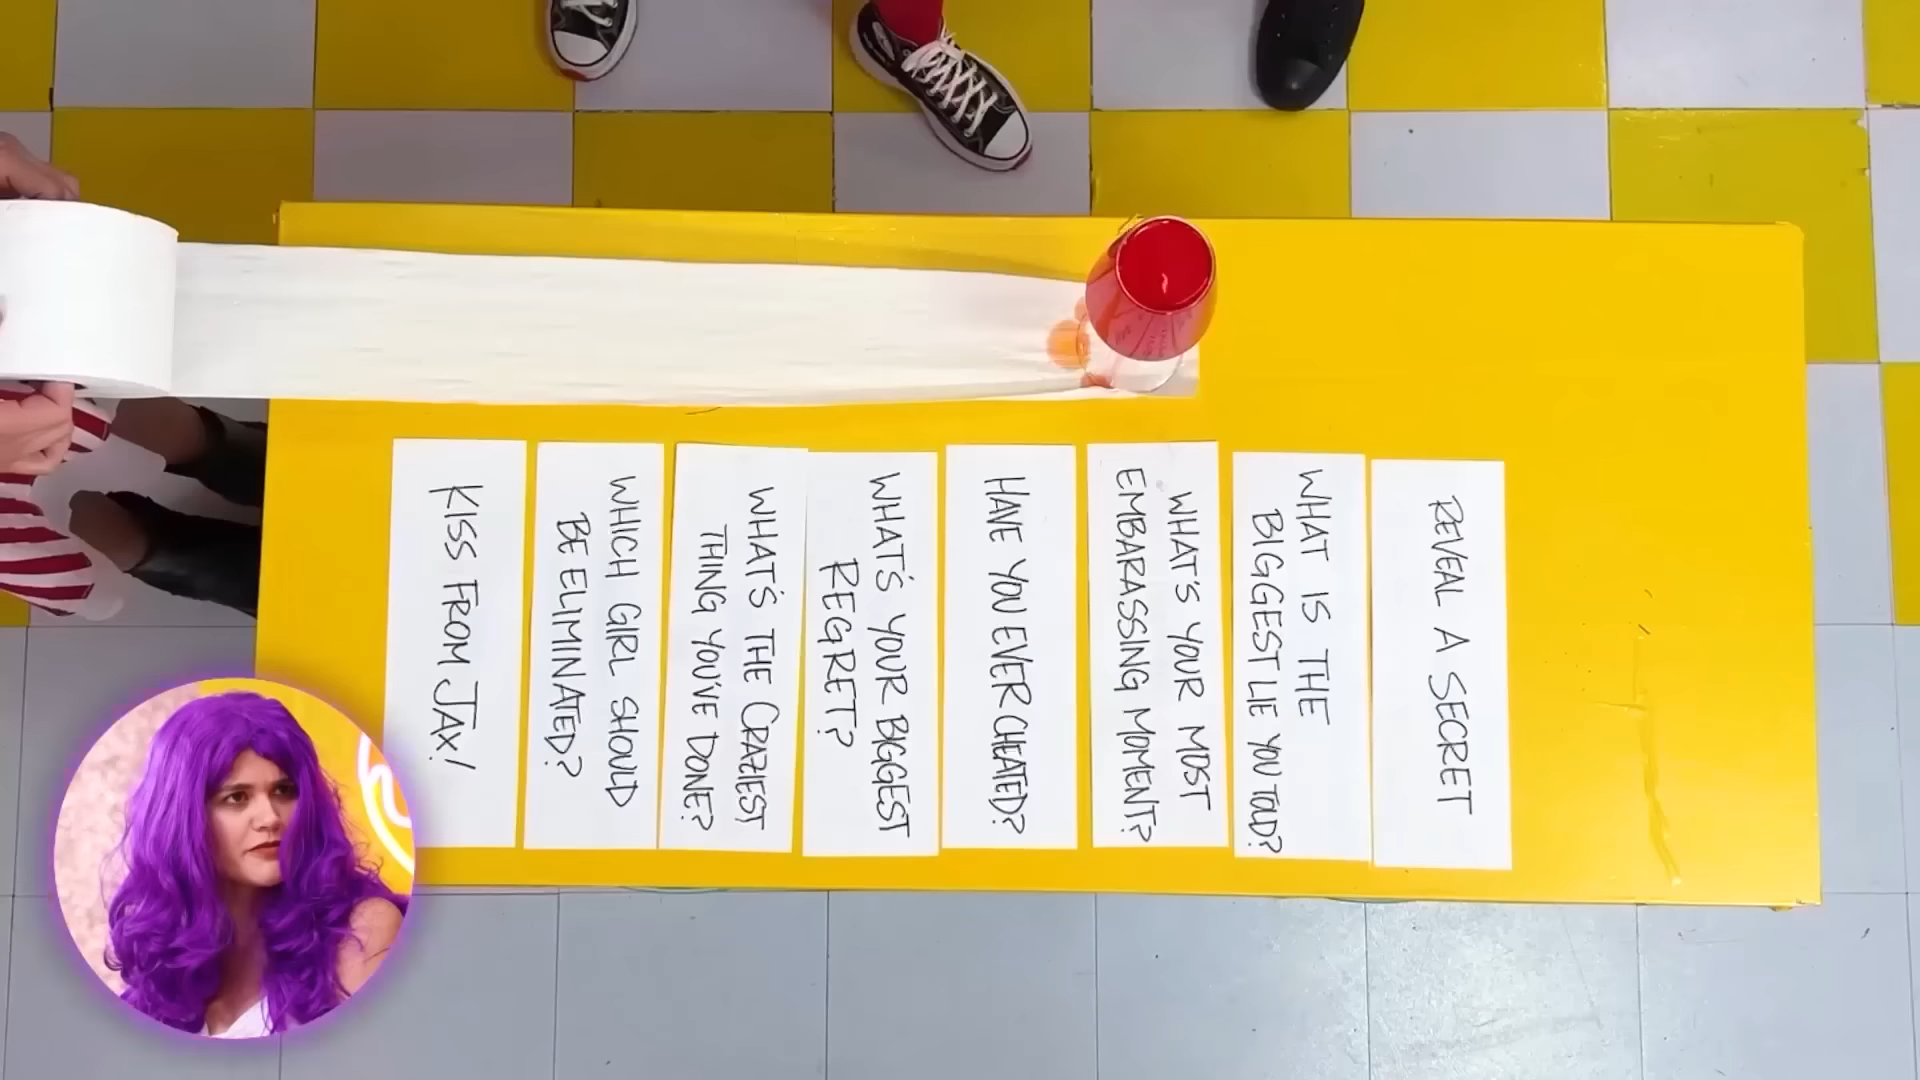 KISS FROM JAX!
WHICH GIRL SHOULD
BE ELIMINATED?
WHAT'S THE CRAZIEST
THING YOU'VE DONE?
WHAT'S YOUR BIGGEST
REGRET?
HAVE YOU EVER CHEATED?
WHAT'S YOUR MOST
EMBARASSING MOMENT?
WHAT IS THE
BIGGEST LIE YOU TOLD?
REVEAL A SECRET